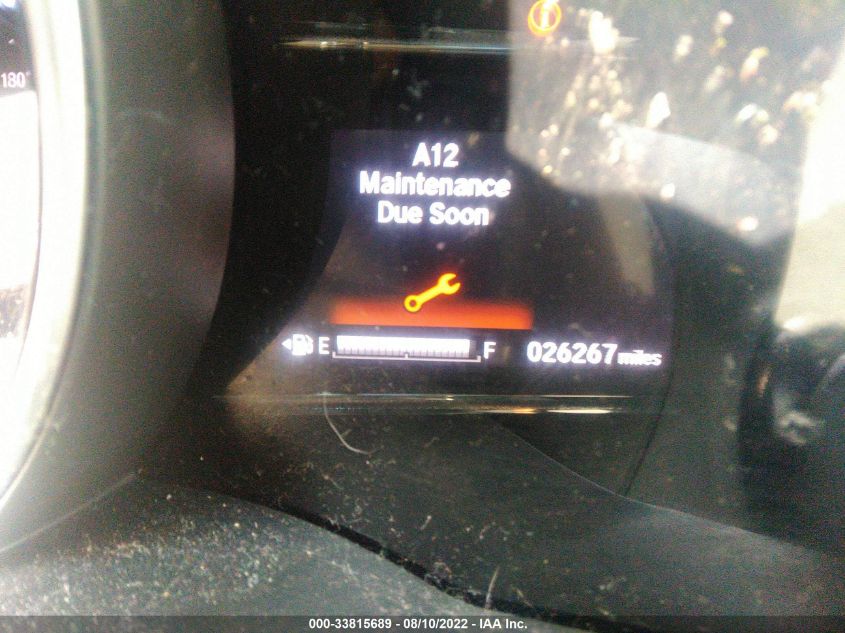 180
A12
Maintenance
Due Soon
E F 026267 miles
000-33815689 - 08/10/2022 - IAA Inc.